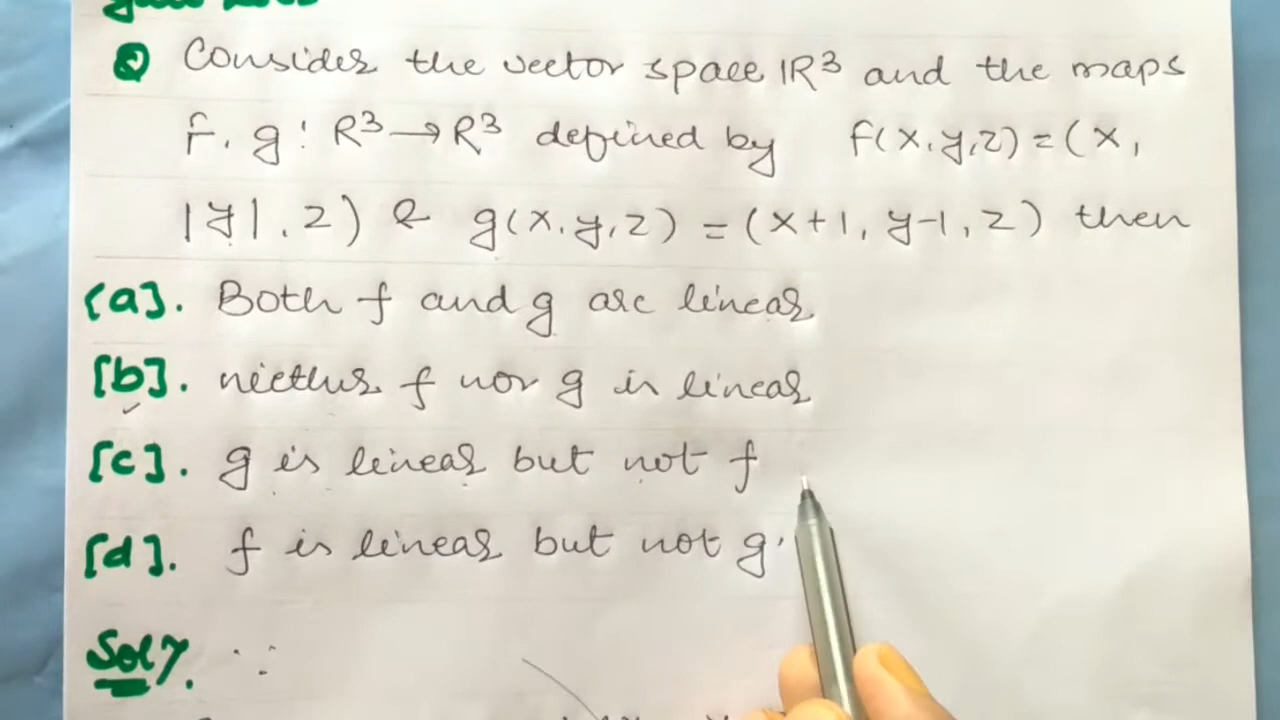 Q Consider the vector space IR³ and the maps
f, g: R³→R³ defined by f(x,y,z)=(x,
|y|, z) & g(x,y,z) = (x+1, y-1, z) then
[a]. Both f and g are linear
[b]. niether f nor g is linear
[c]. g is linear but not f
[d]. f is linear but not g.
Sol7. ∵